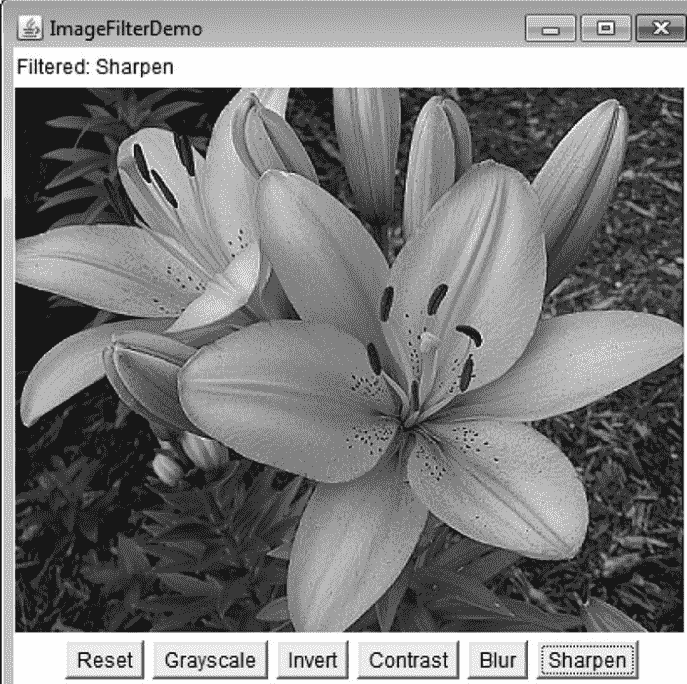 ImageFilterDemo
Filtered: Sharpen
Reset Grayscale Invert Contrast Blur Sharpen